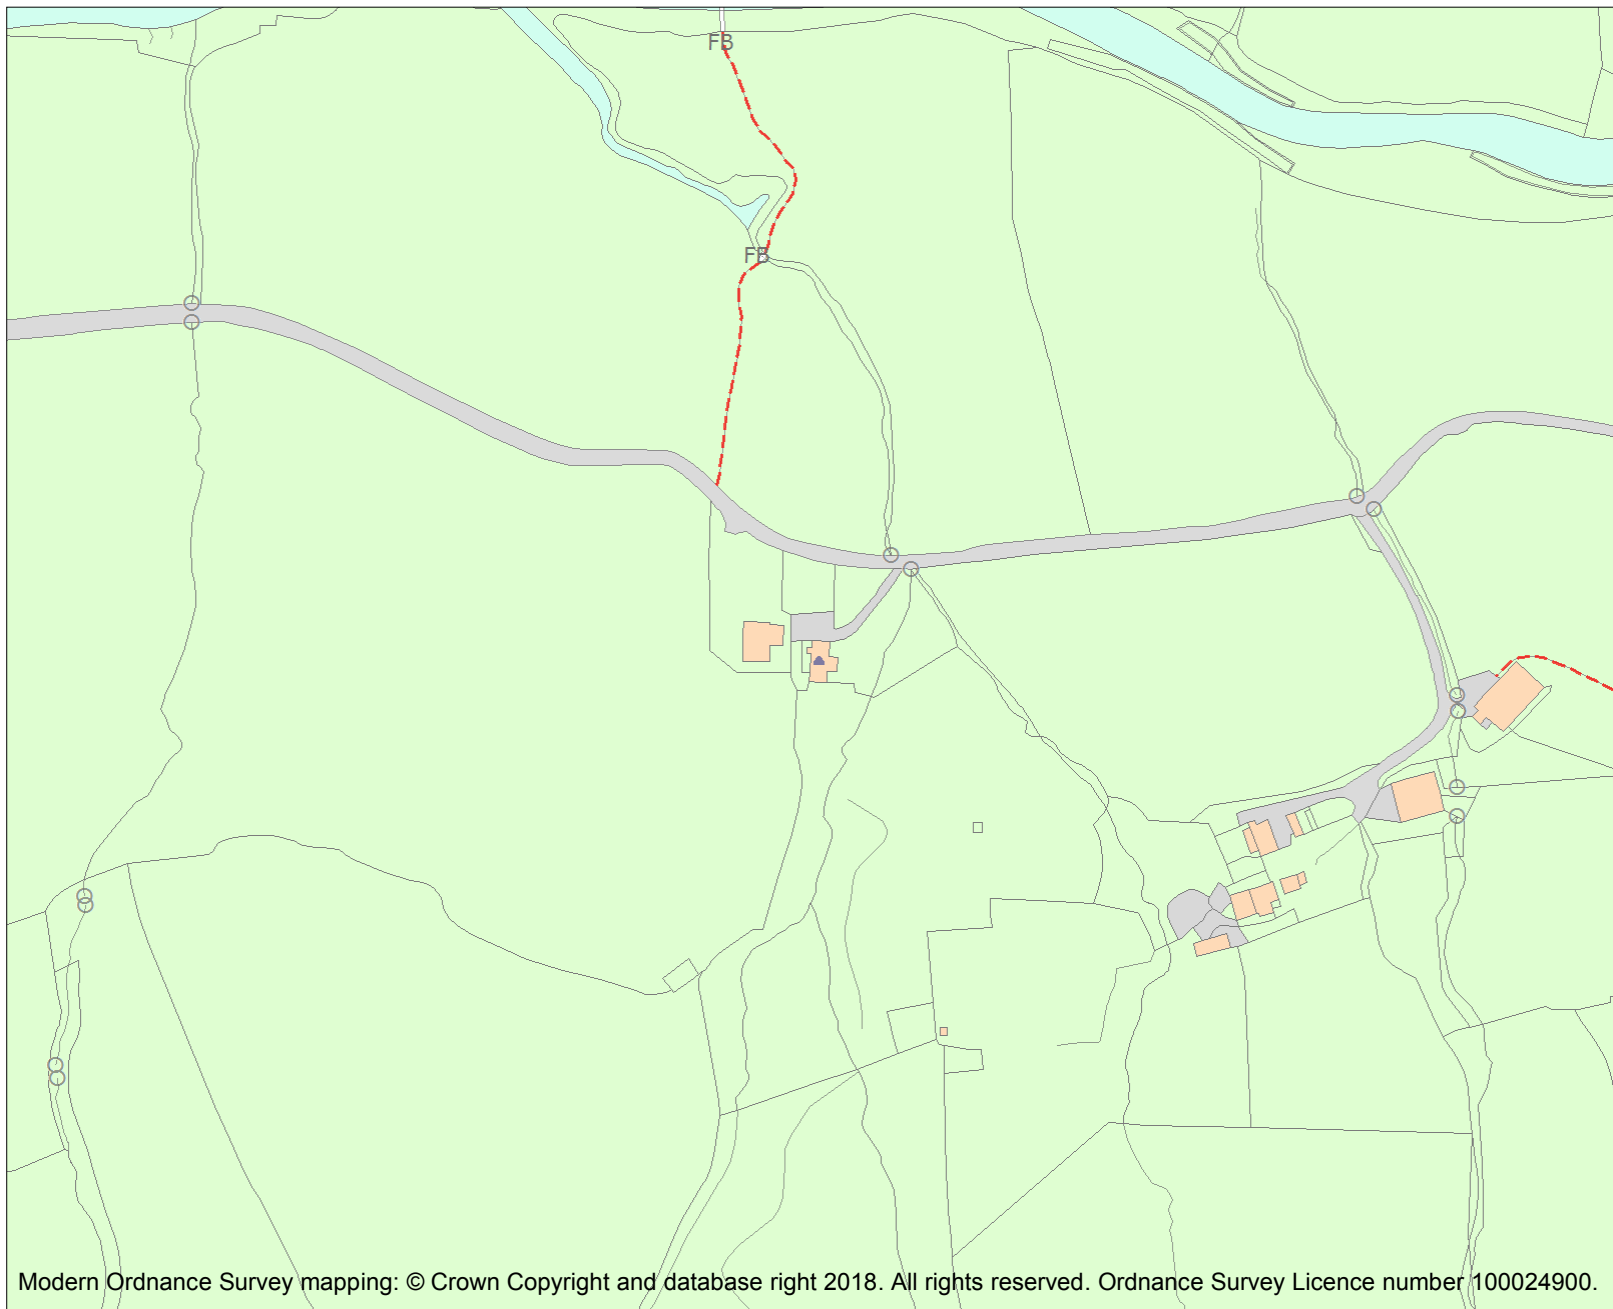 FB
FB
Modern Ordnance Survey mapping: © Crown Copyright and database right 2018. All rights reserved. Ordnance Survey Licence number 100024900.